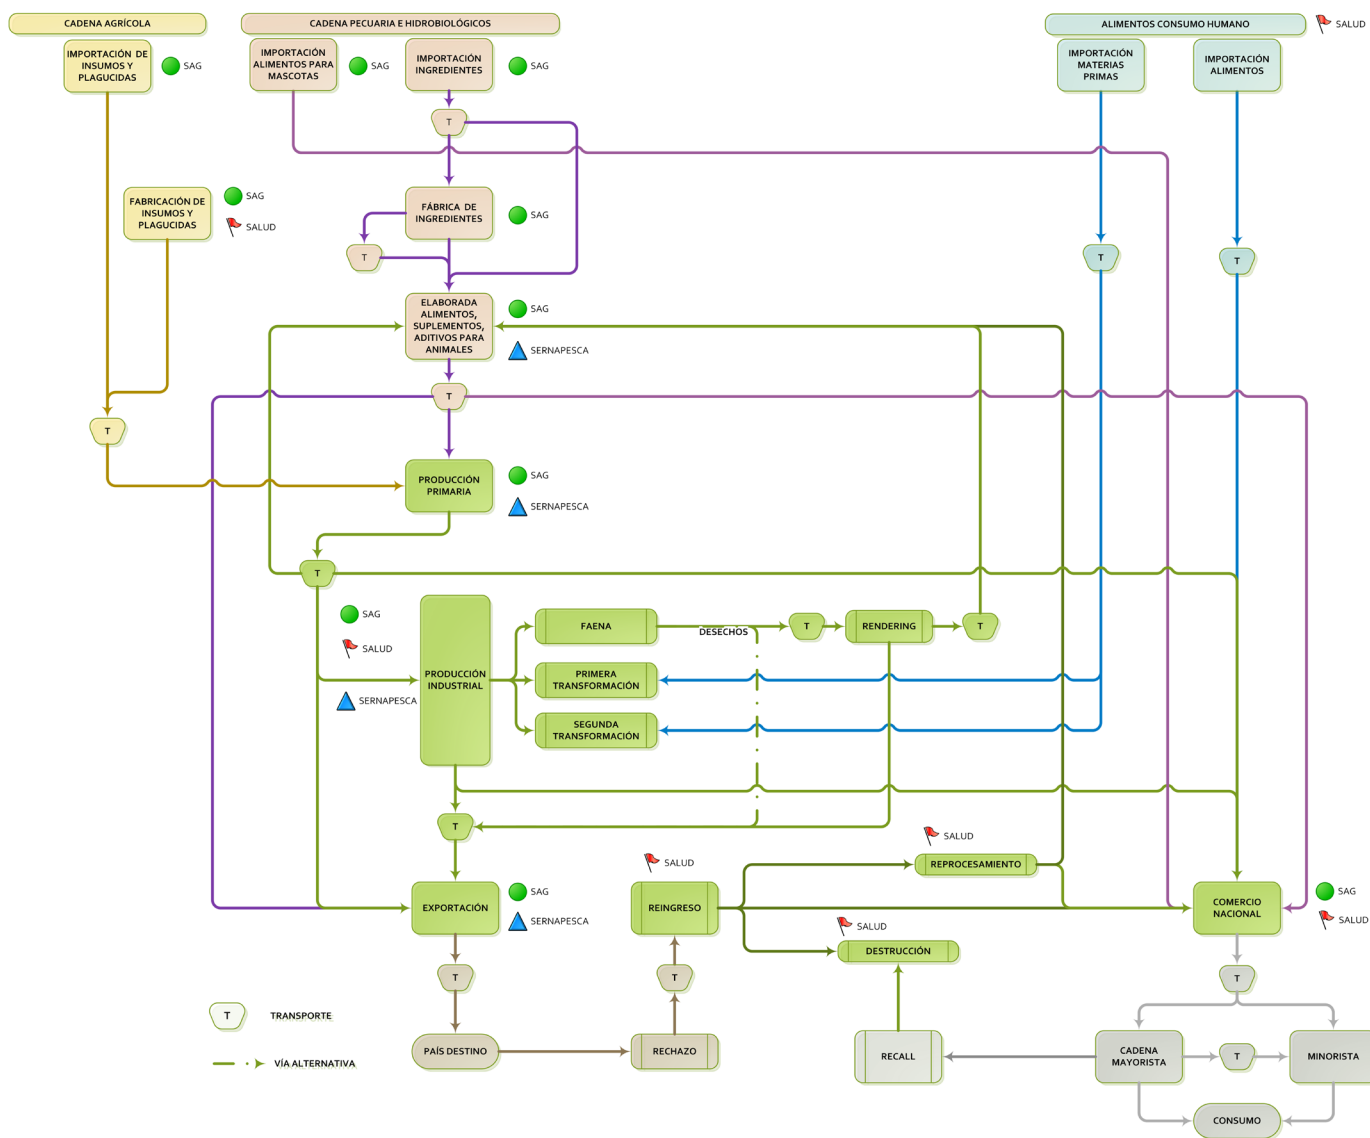 CADENA AGRÍCOLA
CADENA PECUARIA E HIDROBIOLÓGICOS
ALIMENTOS CONSUMO HUMANO
SALUD
IMPORTACIÓN DE
INSUMOS Y
PLAGUCIDAS
SAG
IMPORTACIÓN
ALIMENTOS PARA
MASCOTAS
SAG
IMPORTACIÓN
INGREDIENTES
SAG
IMPORTACIÓN
MATERIAS
PRIMAS
IMPORTACIÓN
ALIMENTOS
T
FABRICACIÓN DE
INSUMOS Y
PLAGUCIDAS
SAG
SALUD
FÁBRICA DE
INGREDIENTES
SAG
T
T
T
ELABORADA
ALIMENTOS,
SUPLEMENTOS,
ADITIVOS PARA
ANIMALES
SAG
SERNAPESCA
T
T
PRODUCCIÓN
PRIMARIA
SAG
SERNAPESCA
T
SAG
SALUD
SERNAPESCA
PRODUCCIÓN
INDUSTRIAL
FAENA
DESECHOS
T
RENDERING
T
PRIMERA
TRANSFORMACIÓN
SEGUNDA
TRANSFORMACIÓN
T
SALUD
REPROCESAMIENTO
SALUD
EXPORTACIÓN
SAG
SERNAPESCA
REINGRESO
SALUD
DESTRUCCIÓN
COMERCIO
NACIONAL
SAG
SALUD
T
T
T
T
TRANSPORTE
VÍA ALTERNATIVA
PAÍS DESTINO
RECHAZO
RECALL
CADENA
MAYORISTA
T
MINORISTA
CONSUMO